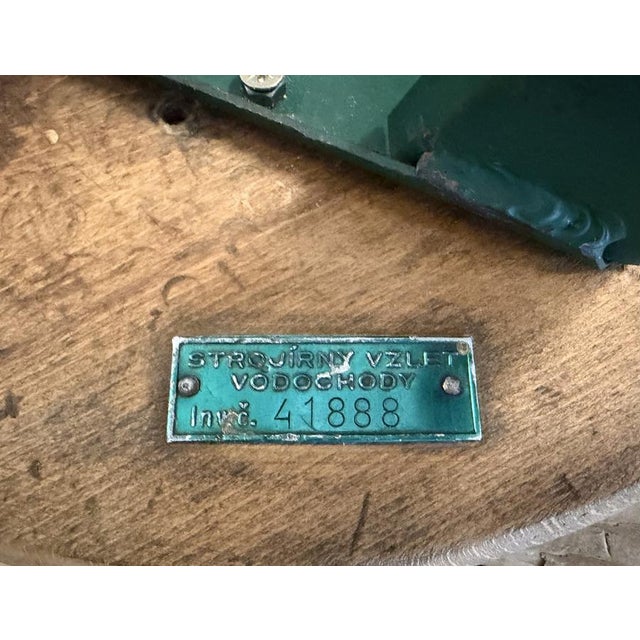 STROJÍRNY VZLET
VODOCHODY
Inv. č. 41888